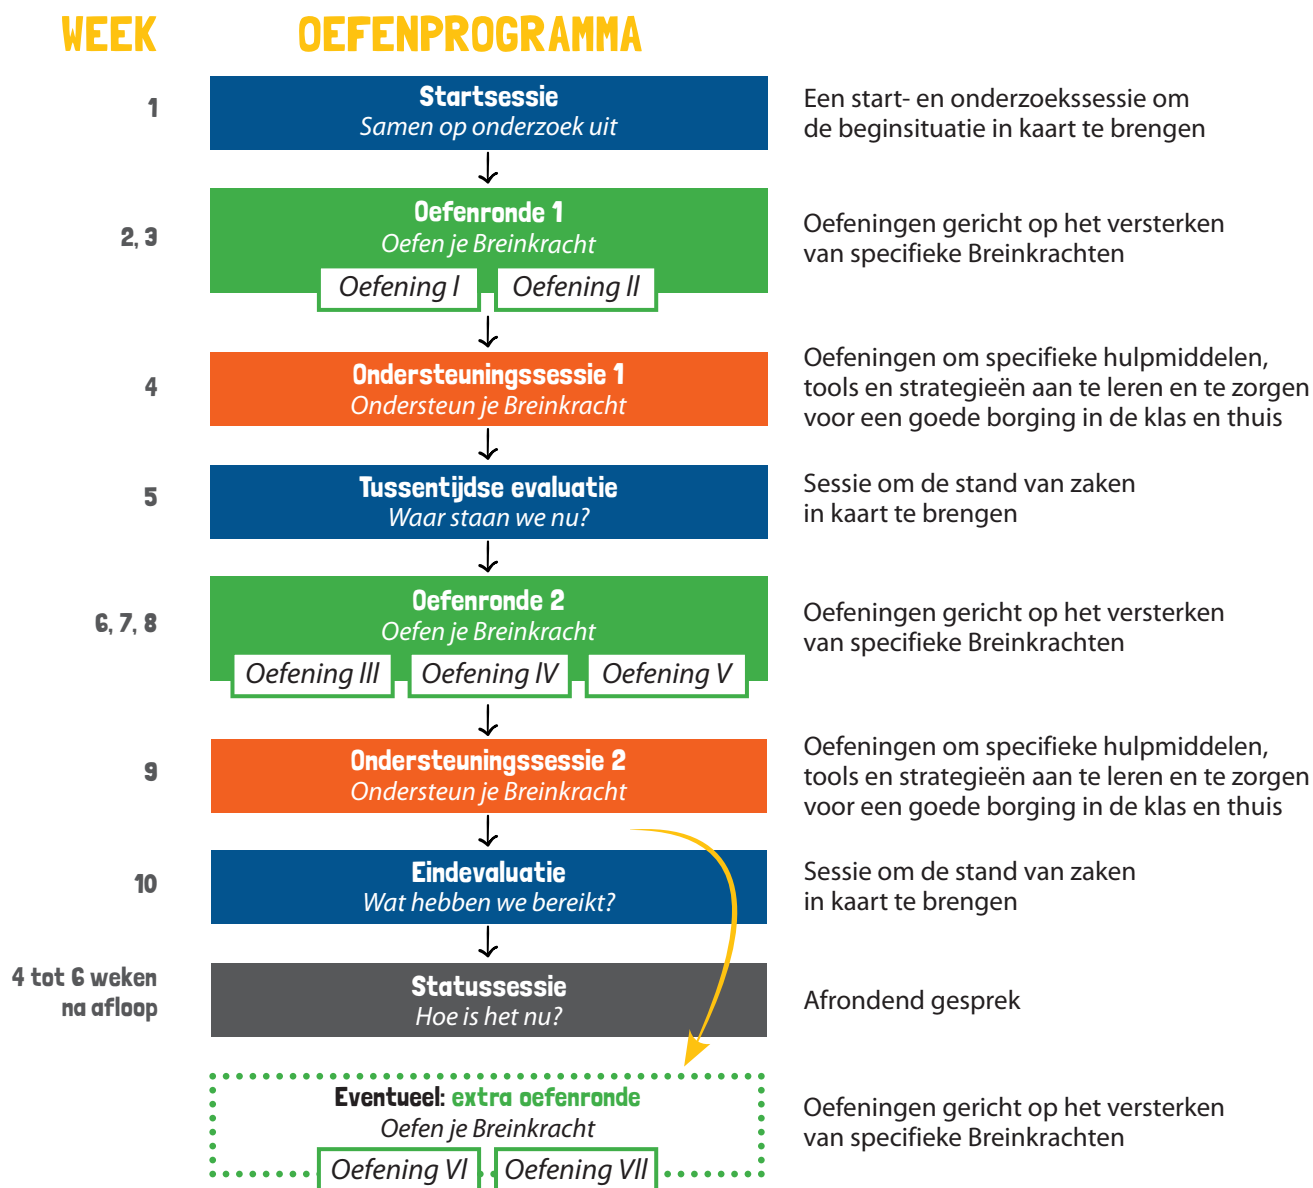 WEEK OEFENPROGRAMMA
1
Startsessie
Samen op onderzoek uit
Een start- en onderzoekssessie om
de beginsituatie in kaart te brengen
2, 3
Oefenronde 1
Oefen je Breinkracht
Oefening I Oefening II
Oefeningen gericht op het versterken
van specifieke Breinkrachten
4
Ondersteuningssessie 1
Ondersteun je Breinkracht
Oefeningen om specifieke hulpmiddelen,
tools en strategieën aan te leren en te zorgen
voor een goede borging in de klas en thuis
5
Tussentijdse evaluatie
Waar staan we nu?
Sessie om de stand van zaken
in kaart te brengen
6, 7, 8
Oefenronde 2
Oefen je Breinkracht
Oefening III Oefening IV Oefening V
Oefeningen gericht op het versterken
van specifieke Breinkrachten
9
Ondersteuningssessie 2
Ondersteun je Breinkracht
Oefeningen om specifieke hulpmiddelen,
tools en strategieën aan te leren en te zorgen
voor een goede borging in de klas en thuis
10
Eindevaluatie
Wat hebben we bereikt?
Sessie om de stand van zaken
in kaart te brengen
4 tot 6 weken
na afloop
Statussessie
Hoe is het nu?
Afrondend gesprek
Eventueel: extra oefenronde
Oefen je Breinkracht
Oefening VI Oefening VII
Oefeningen gericht op het versterken
van specifieke Breinkrachten